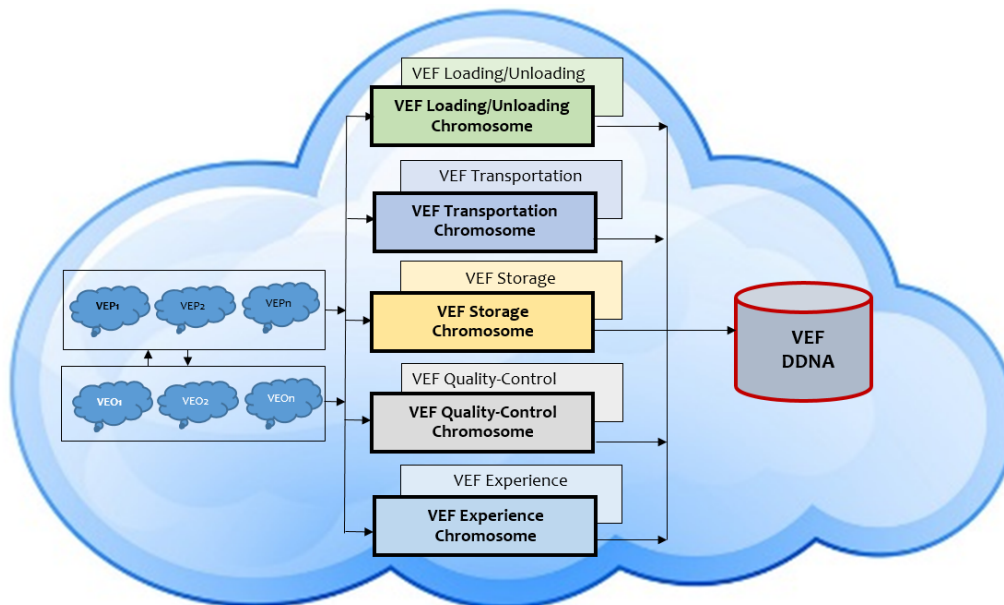 VEF Loading/Unloading
VEF Loading/Unloading
Chromosome
VEF Transportation
VEF Transportation
Chromosome
VEF Storage
VEF Storage
Chromosome
VEF Quality-Control
VEF Quality-Control
Chromosome
VEF Experience
VEF Experience
Chromosome
VEP1 VEP2 VEPn
VEO1 VEO2 VEOn
VEF
DDNA